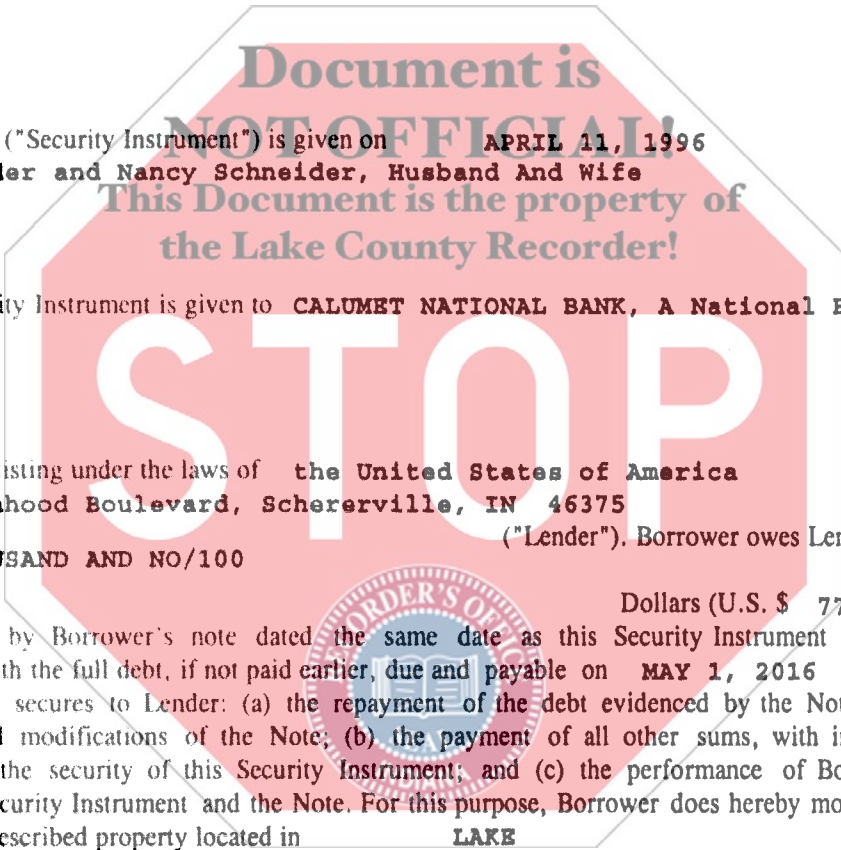 Document is
NOT OFFICIAL!
("Security Instrument") is given on APRIL 11, 1996
er and Nancy Schneider, Husband And Wife
This Document is the property of
the Lake County Recorder!
ty Instrument is given to CALUMET NATIONAL BANK, A National
STOP
isting under the laws of the United States of America
hood Boulevard, Schererville, IN 46375
("Lender"). Borrower owes Len
USAND AND NO/100
Dollars (U.S. $ 77
by Borrower's note dated the same date as this Security Instrument
th the full debt, if not paid earlier, due and payable on MAY 1, 2016
secures to Lender: (a) the repayment of the debt evidenced by the Not
modifications of the Note; (b) the payment of all other sums, with in
the security of this Security Instrument; and (c) the performance of Bo
curity Instrument and the Note. For this purpose, Borrower does hereby mo
escribed property located in LAKE
INDIANA